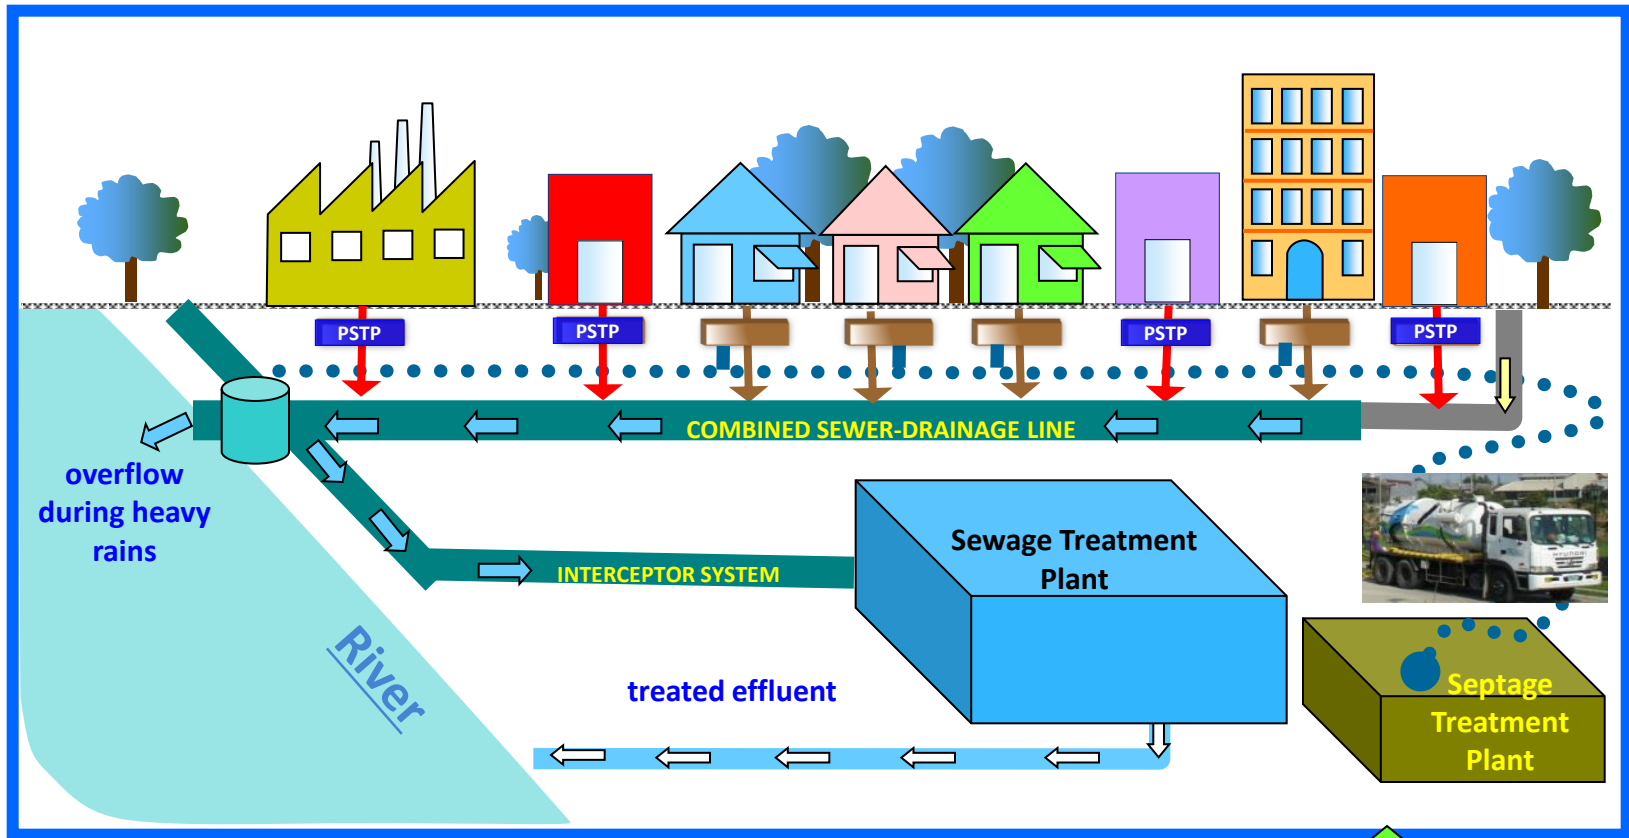 PSTP
PSTP
PSTP
PSTP
COMBINED SEWER-DRAINAGE LINE
overflow
during heavy
rains
HYUNDAI
Sewage Treatment
Plant
INTERCEPTOR SYSTEM
River
treated effluent
Septage
Treatment
Plant